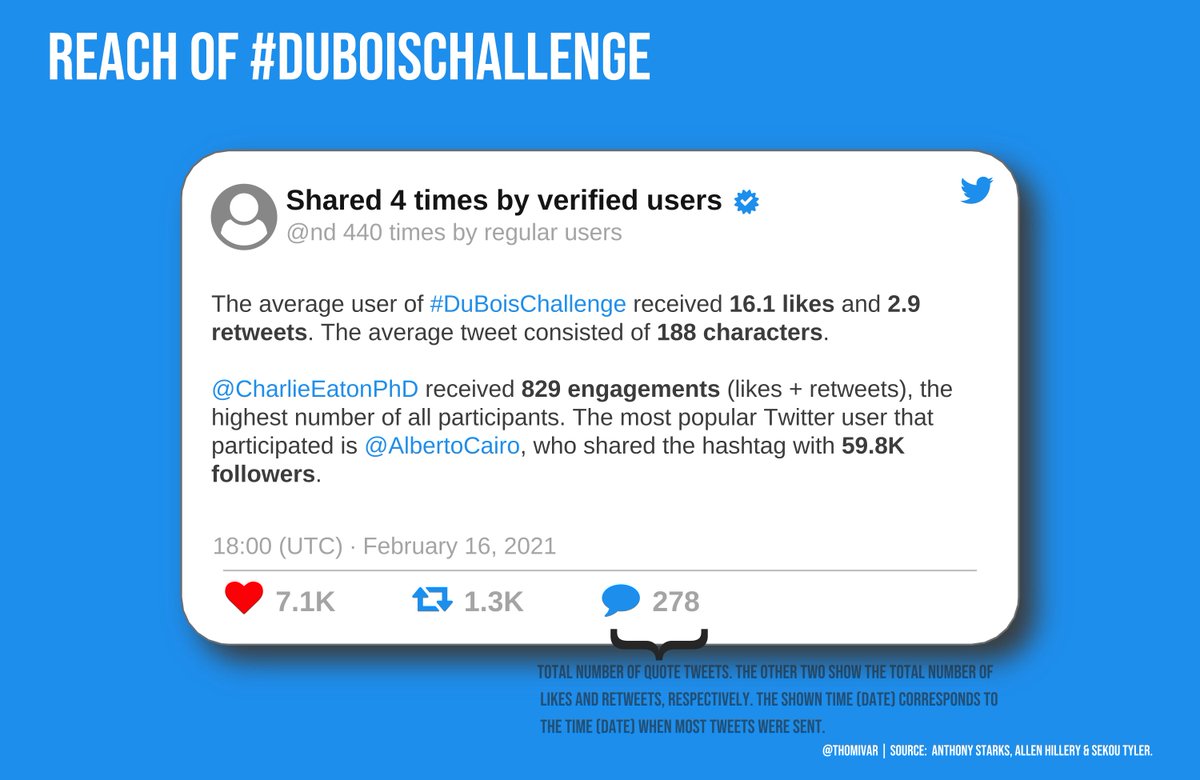 REACH OF #DUBOISCHALLENGE
Shared 4 times by verified users
@nd 440 times by regular users
The average user of #DuBoisChallenge received 16.1 likes and 2.9
retweets. The average tweet consisted of 188 characters.
@CharlieEatonPhD received 829 engagements (likes + retweets), the
highest number of all participants. The most popular Twitter user that
participated is @AlbertoCairo, who shared the hashtag with 59.8K
followers.
18:00 (UTC) · February 16, 2021
7.1K 1.3K 278
TOTAL NUMBER OF QUOTE TWEETS. THE OTHER TWO SHOW THE TOTAL NUMBER OF
LIKES AND RETWEETS, RESPECTIVELY. THE SHOWN TIME (DATE) CORRESPONDS TO
THE TIME (DATE) WHEN MOST TWEETS WERE SENT.
@THOMIVAR | SOURCE: ANTHONY STARKS, ALLEN HILLERY & SEKOU TYLER.